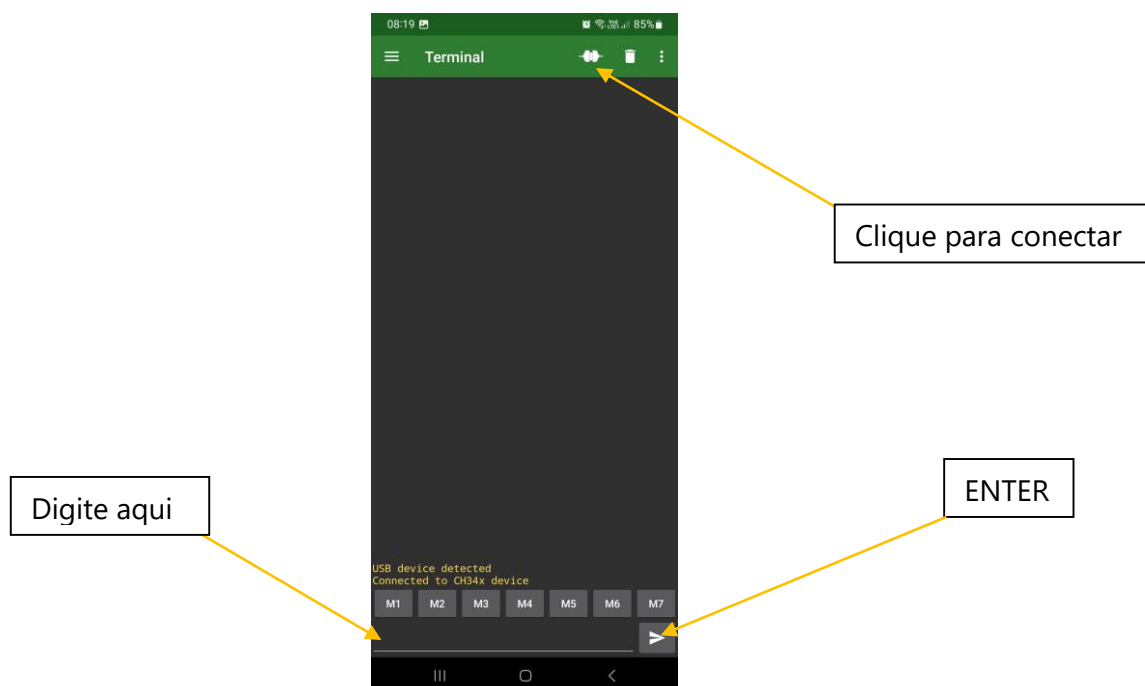 08:19 85%
Terminal
Clique para conectar
ENTER
Digite aqui
USB device detected
Connected to CH34x device
M1 M2 M3 M4 M5 M6 M7